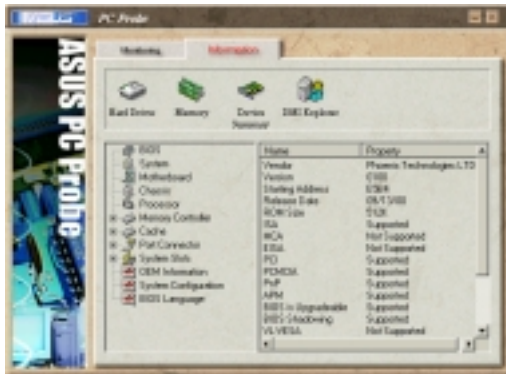 PC Probe
ASUS PC Probe
Monitoring
Information
Hard Drives
Memory
Device Summary
DMI Explorer
BIOS
System
Motherboard
Chassis
Processor
Memory Controller
Cache
Port Connector
System Slots
OEM Information
System Configuration
BIOS Language
Name Property
Vendor Phoenix Technologies LTD
Version
Starting Address
Release Date
ROM Size 512K
ISA Supported
MCA Not Supported
EISA Not Supported
PCI Supported
PCMCIA Supported
PnP Supported
APM Supported
BIOS is Upgradeable Supported
BIOS Shadowing Supported
VL-VESA Not Supported